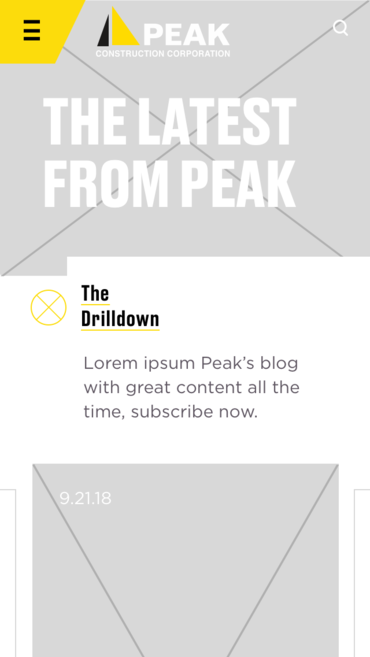 PEAK
CONSTRUCTION CORPORATION
THE LATEST
FROM PEAK
The
Drilldown
Lorem ipsum Peak’s blog
with great content all the
time, subscribe now.
9.21.18